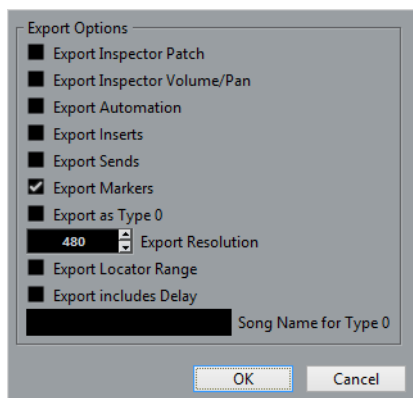 Export Options
Export Inspector Patch
Export Inspector Volume/Pan
Export Automation
Export Inserts
Export Sends
Export Markers
Export as Type 0
480 Export Resolution
Export Locator Range
Export includes Delay
Song Name for Type 0
OK Cancel